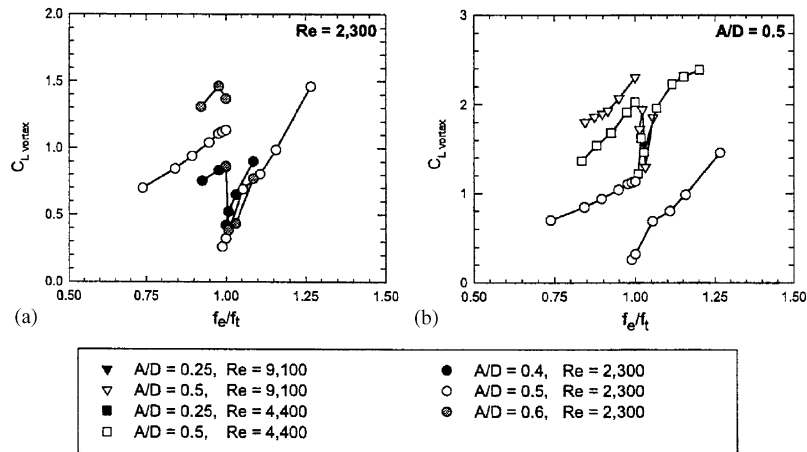 Re = 2,300
A/D = 0.5
2.0
1.5
1.0
0.5
0.0
C_L vortex
0.50 0.75 1.00 1.25 1.50
f_e/f_t
(a)
3
2
1
0
C_L vortex
0.50 0.75 1.00 1.25 1.50
f_e/f_t
(b)
A/D = 0.25, Re = 9,100
A/D = 0.5, Re = 9,100
A/D = 0.25, Re = 4,400
A/D = 0.5, Re = 4,400
A/D = 0.4, Re = 2,300
A/D = 0.5, Re = 2,300
A/D = 0.6, Re = 2,300